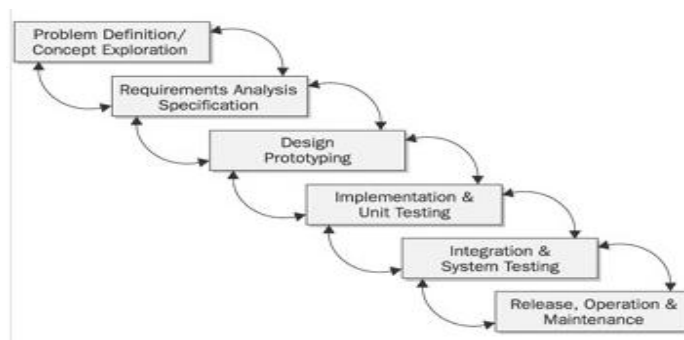 Problem Definition/
Concept Exploration
Requirements Analysis
Specification
Design
Prototyping
Implementation &
Unit Testing
Integration &
System Testing
Release, Operation &
Maintenance